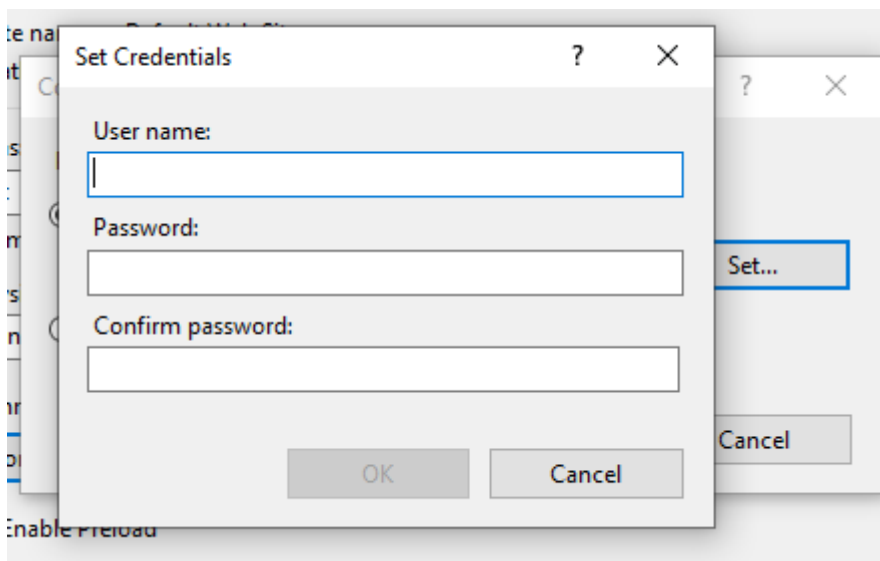 Set Credentials
?
User name:
Password:
Set...
Confirm password:
Cancel
OK
Cancel
Enable Preload